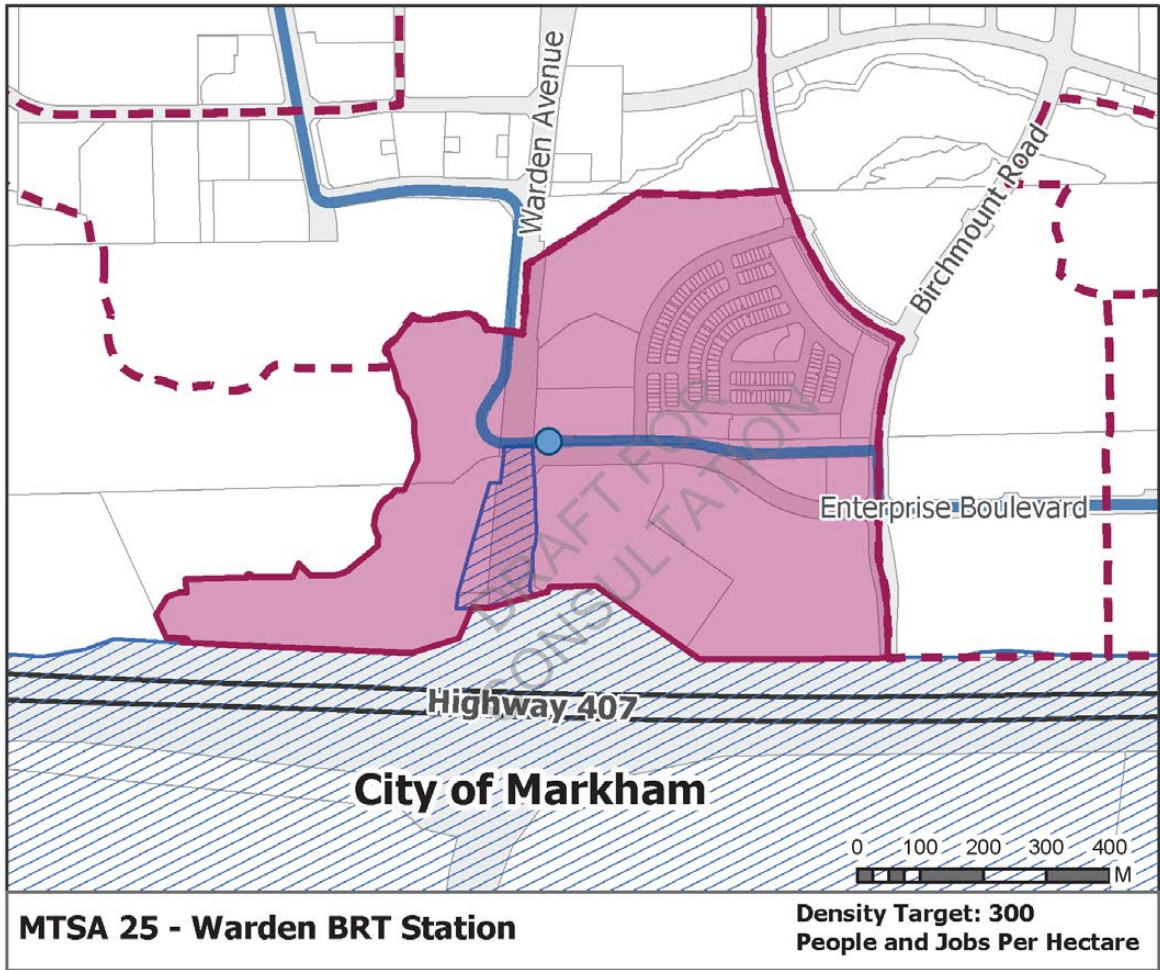 Warden Avenue
Birchmount Road
Enterprise Boulevard
DRAFT FOR
CONSULTATION
Highway 407
City of Markham
0 100 200 300 400
M
MTSA 25 - Warden BRT Station
Density Target: 300
People and Jobs Per Hectare